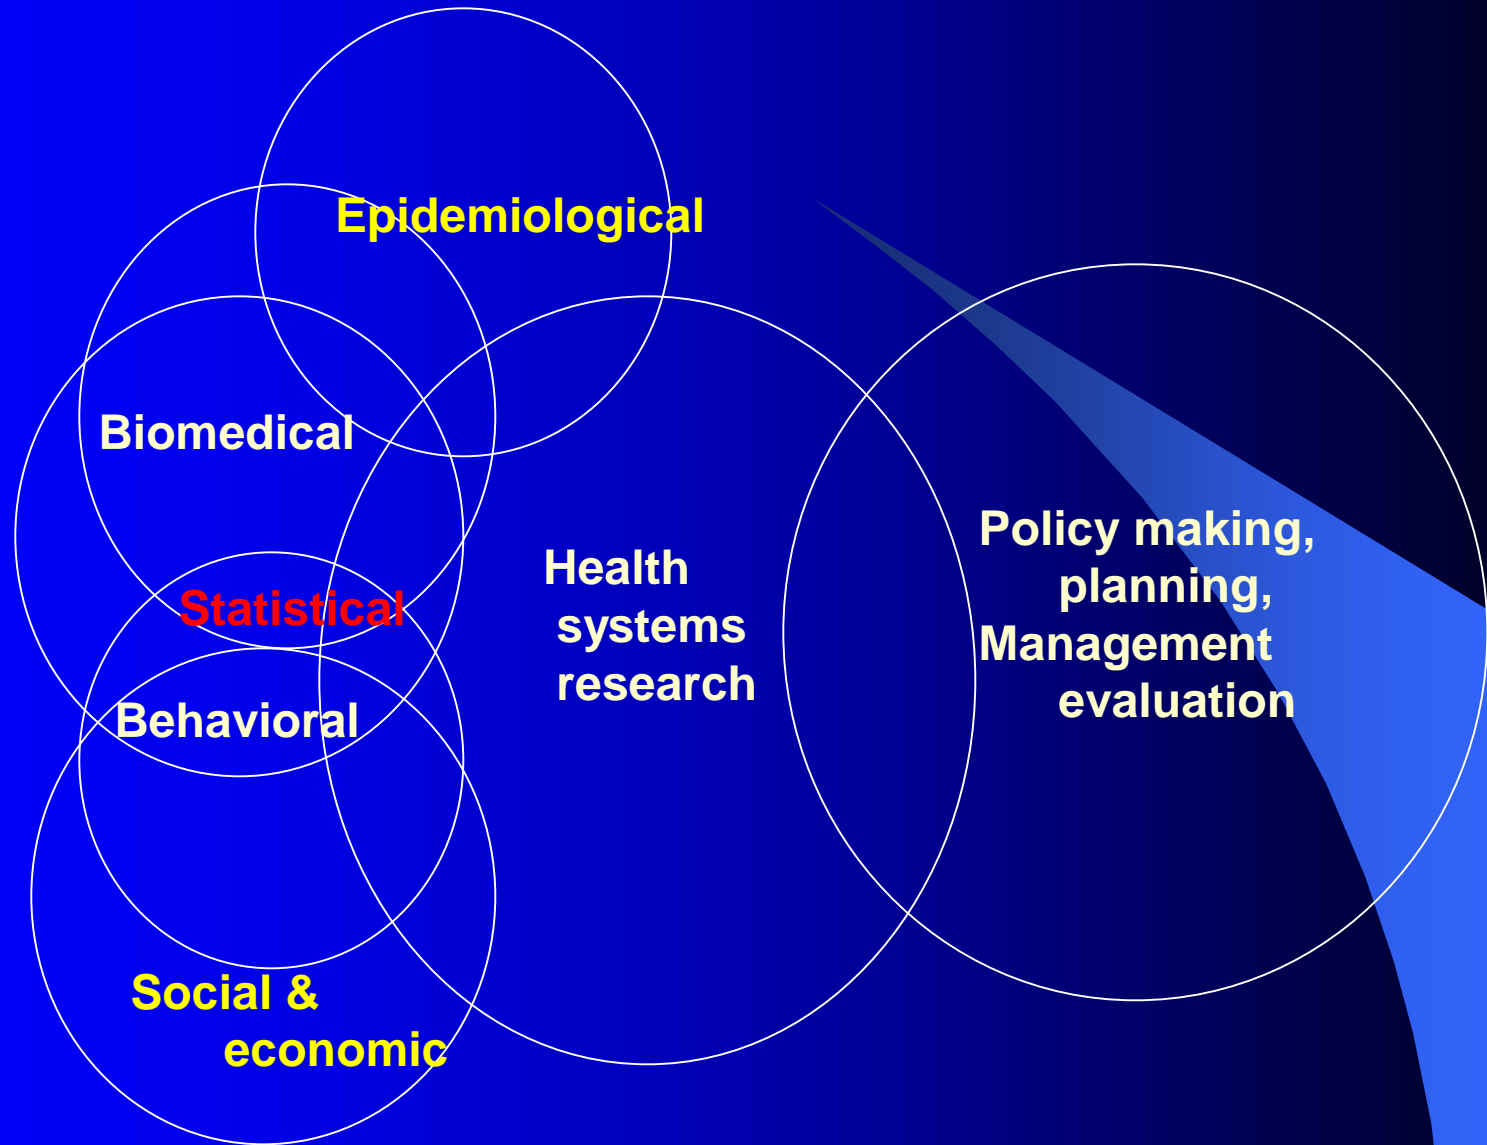 Epidemiological
Biomedical
Statistical
Behavioral
Social &
economic
Health
systems
research
Policy making,
planning,
Management
evaluation